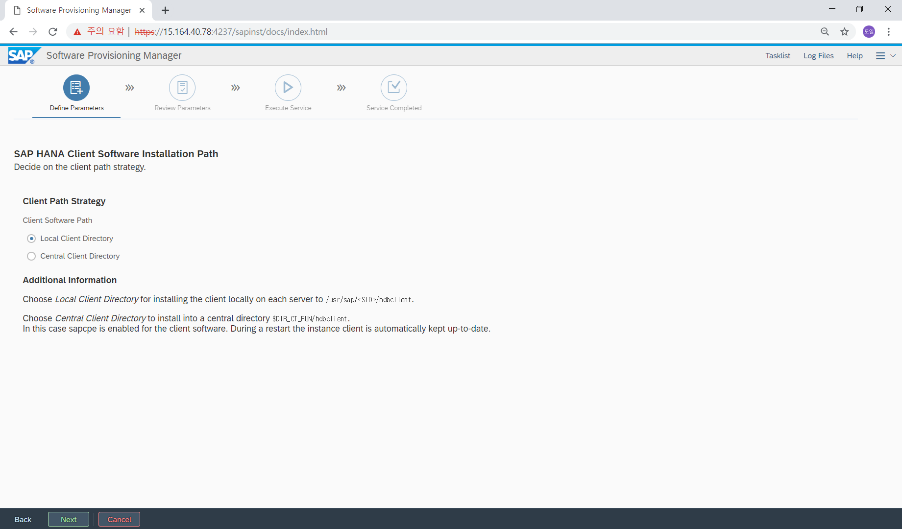 Software Provisioning Manager
주의 요함 | https://15.164.40.78:4237/sapinst/docs/index.html
SAP Software Provisioning Manager Tasklist Log Files Help
Define Parameters Review Parameters Execute Service Service Completed
SAP HANA Client Software Installation Path
Decide on the client path strategy.
Client Path Strategy
Client Software Path
Local Client Directory
Central Client Directory
Additional Information
Choose Local Client Directory for installing the client locally on each server to /usr/sap/<SID>/hdbclient.
Choose Central Client Directory to install into a central directory $DIR_CT_RUN/hdbclient.
In this case sapcpe is enabled for the client software. During a restart the instance client is automatically kept up-to-date.
Back Next Cancel